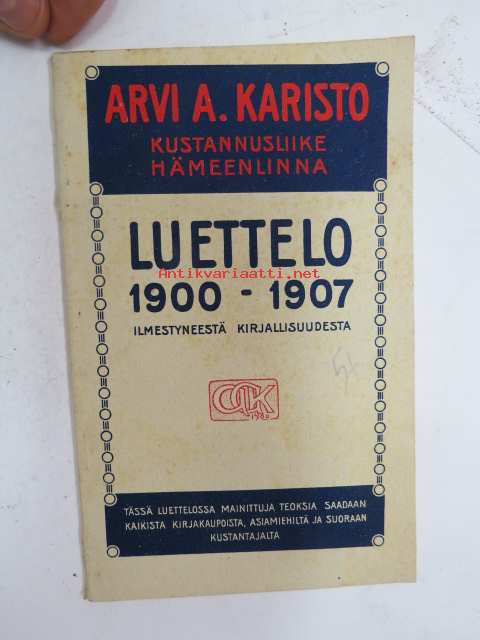 ARVI A. KARISTO
KUSTANNUSLIIKE
HÄMEENLINNA
LUETTELO
Antikvariaatti.net
1900 - 1907
ILMESTYNEESTÄ KIRJALLISUUDESTA
TÄSSÄ LUETTELOSSA MAINITTUJA TEOKSIA SAADAAN
KAIKISTA KIRJAKAUPOISTA, ASIAMIEHILTÄ JA SUORAAN
KUSTANTAJALTA